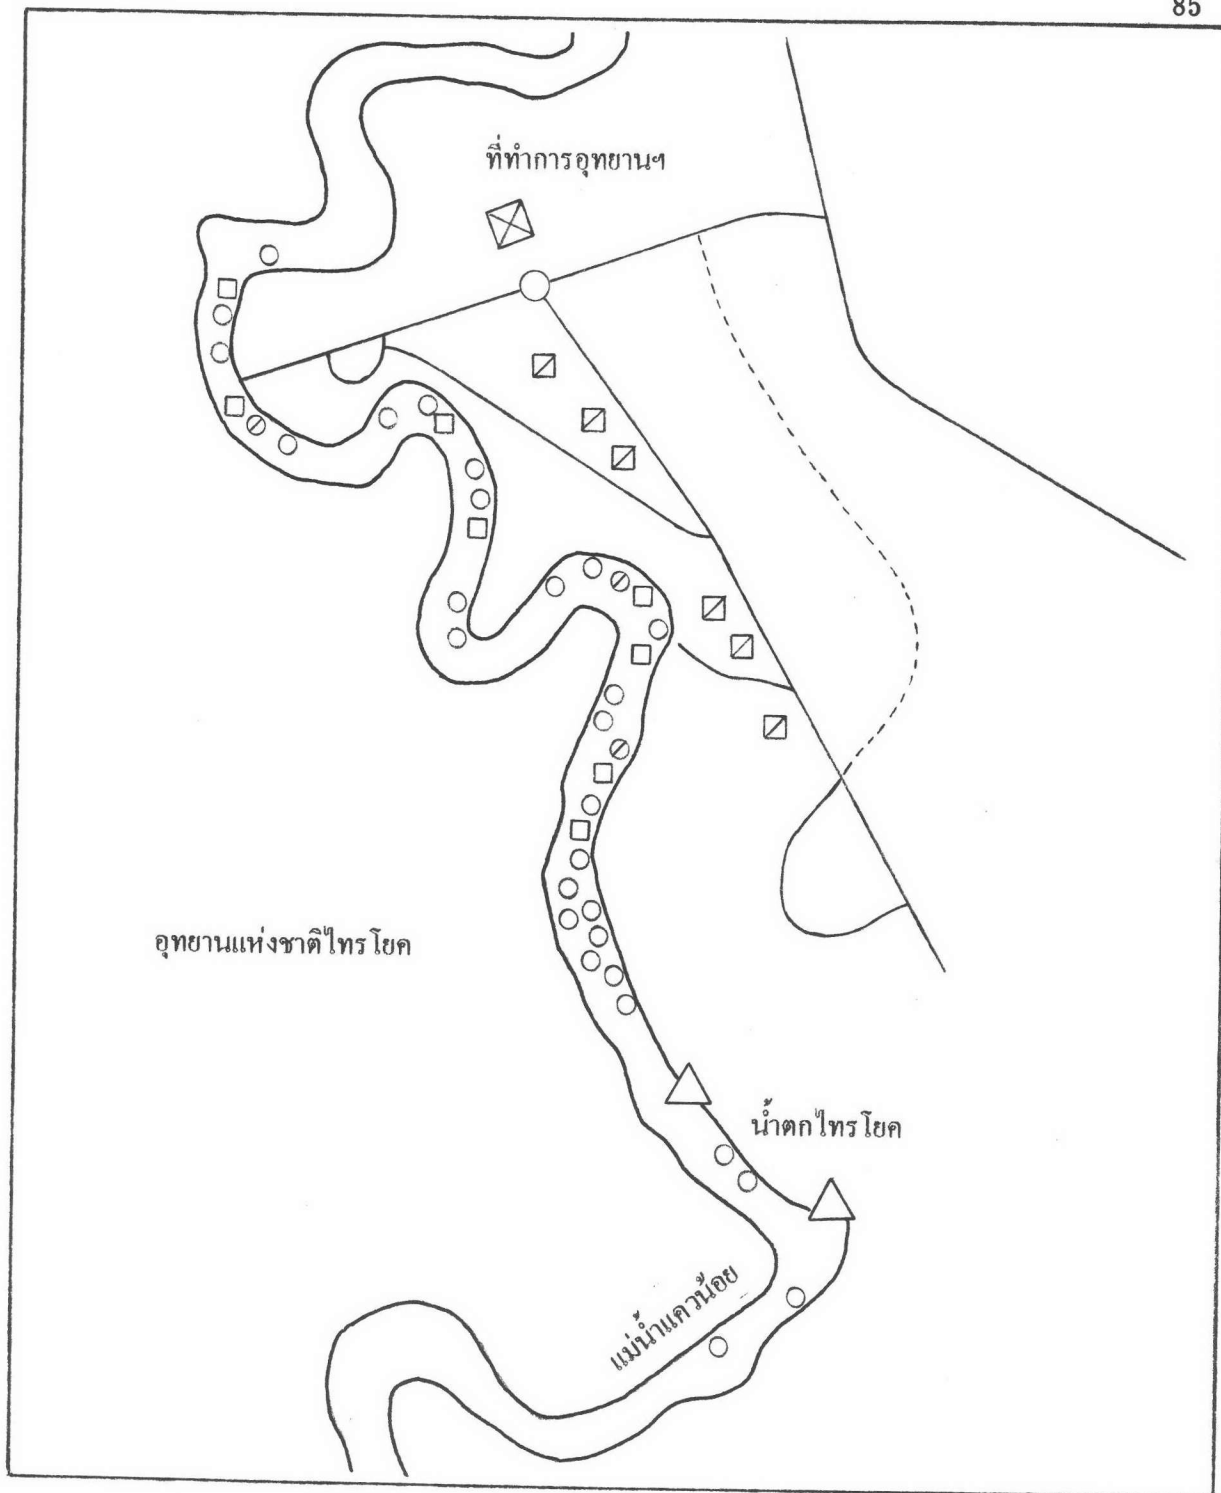 85
ที่ทำการอุทยานฯ
อุทยานแห่งชาติไทรโยค
น้ำตกไทรโยค
แม่น้ำแควน้อย